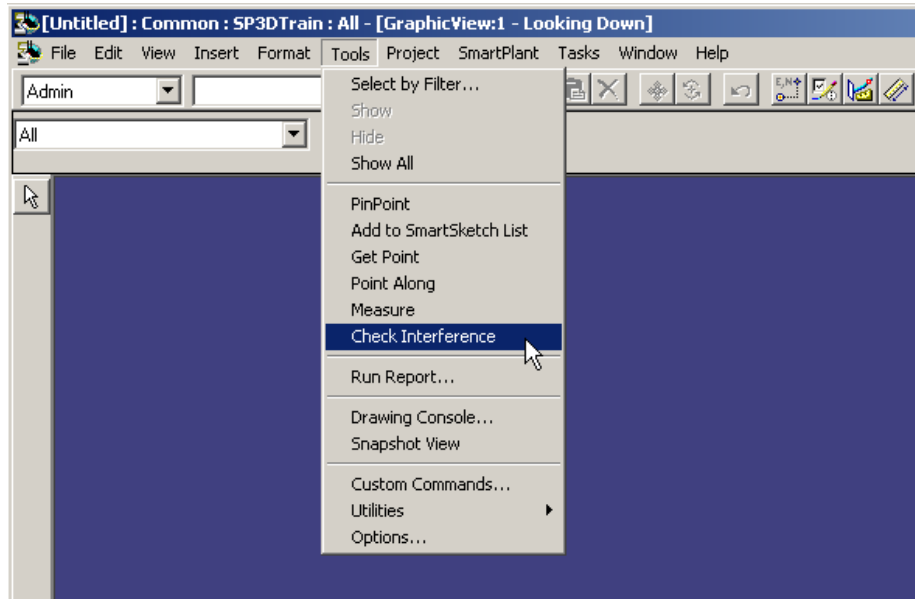 [Untitled] : Common : SP3DTrain : All - [GraphicView:1 - Looking Down]
File Edit View Insert Format Tools Project SmartPlant Tasks Window Help
Admin
E,N
All
Select by Filter...
Show
Hide
Show All
PinPoint
Add to SmartSketch List
Get Point
Point Along
Measure
Check Interference
Run Report...
Drawing Console...
Snapshot View
Custom Commands...
Utilities
Options...